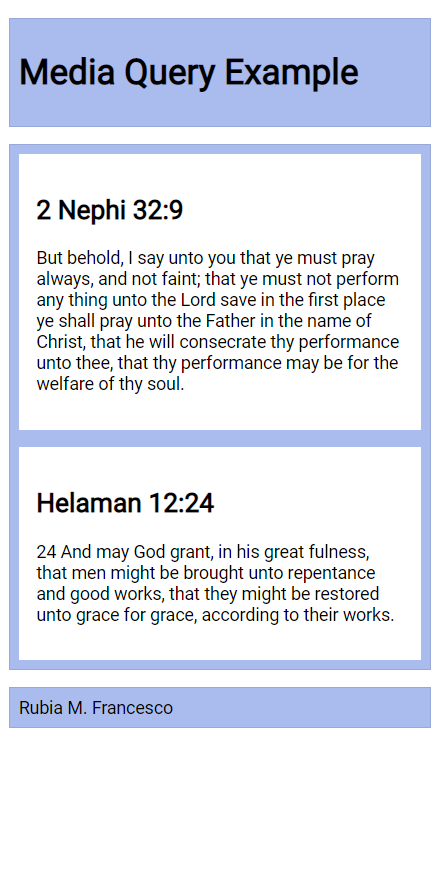 Media Query Example
2 Nephi 32:9
But behold, I say unto you that ye must pray
always, and not faint; that ye must not perform
any thing unto the Lord save in the first place
ye shall pray unto the Father in the name of
Christ, that he will consecrate thy performance
unto thee, that thy performance may be for the
welfare of thy soul.
Helaman 12:24
24 And may God grant, in his great fulness,
that men might be brought unto repentance
and good works, that they might be restored
unto grace for grace, according to their works.
Rubia M. Francesco